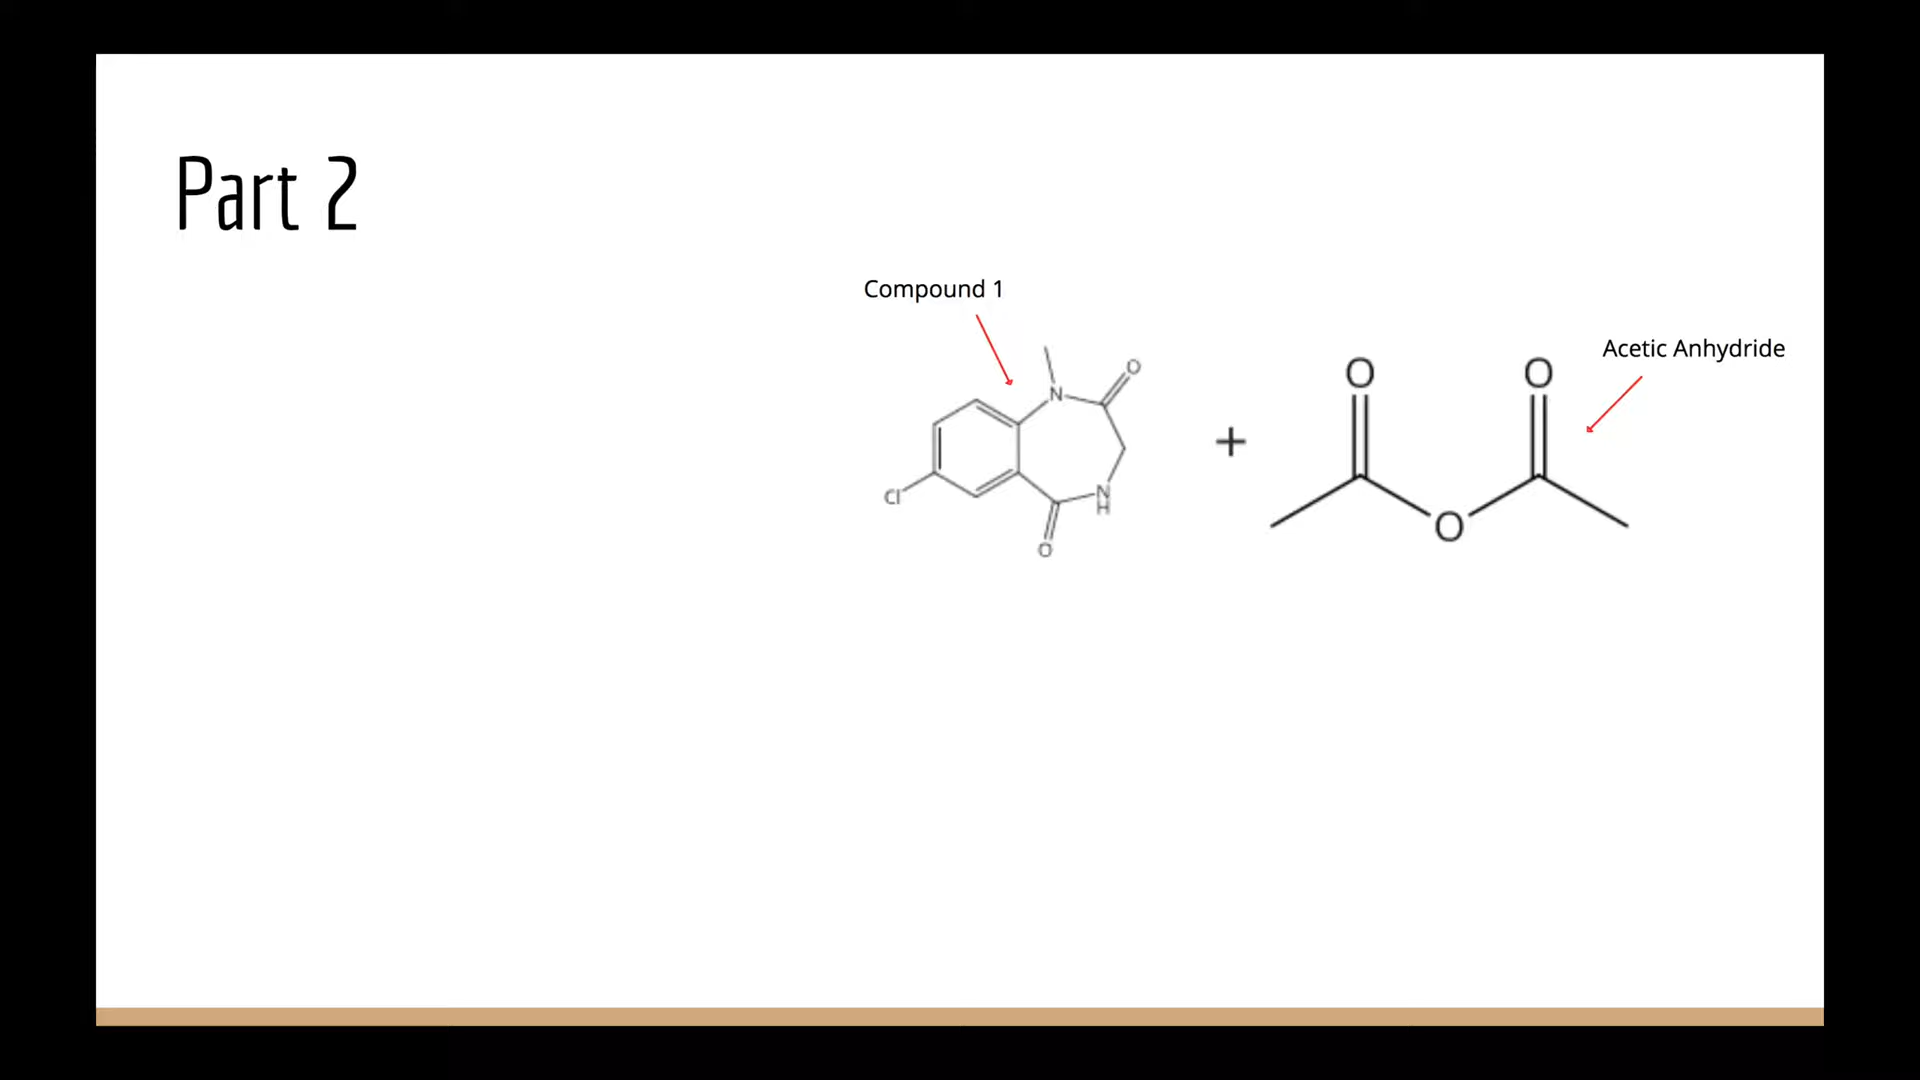 Part 2
Compound 1
Acetic Anhydride
N
O
Cl
N
H
O
+
O
O
O